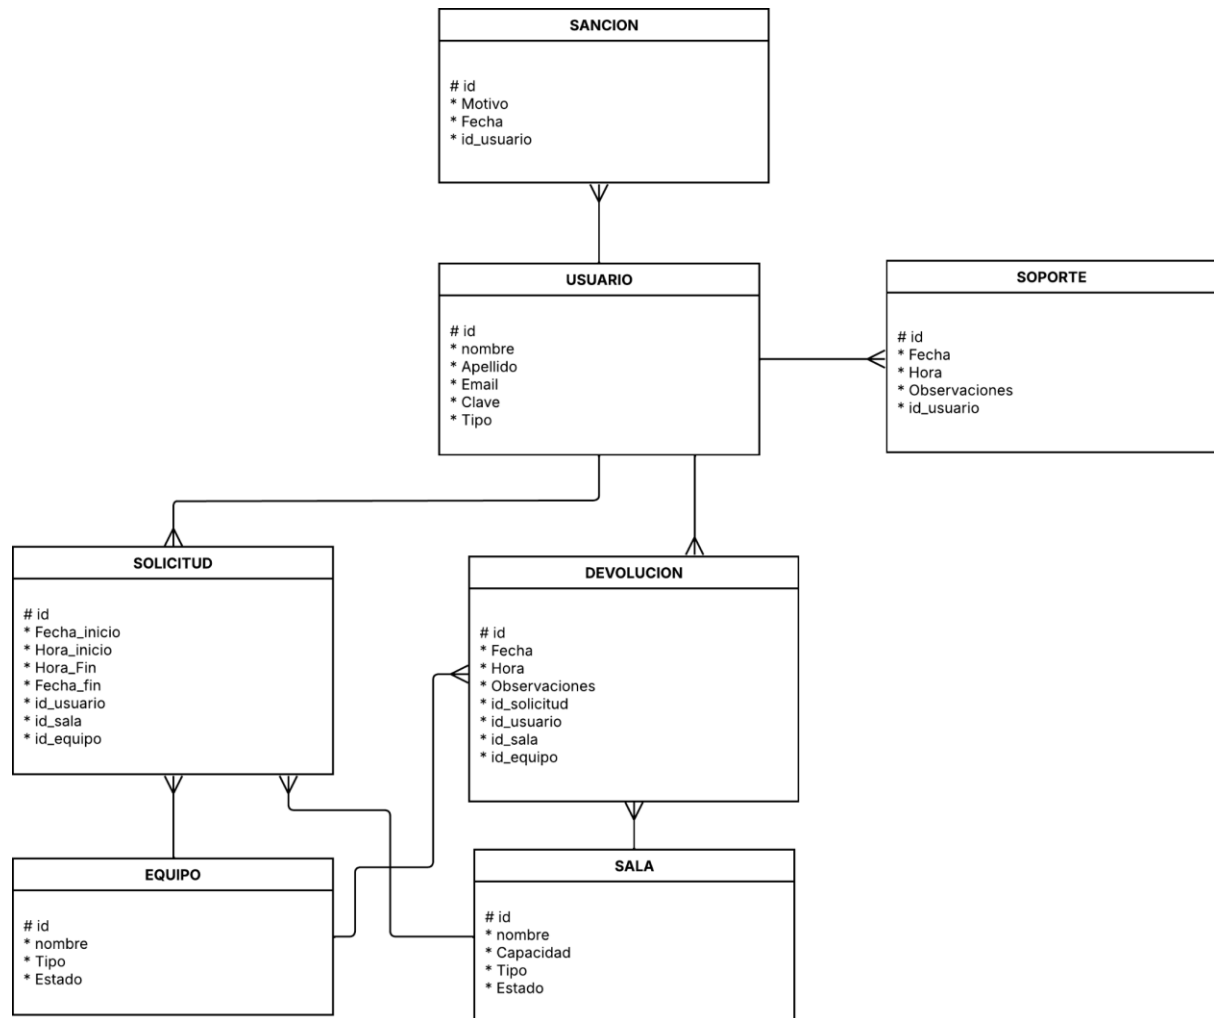 SANCION
# id
* Motivo
* Fecha
* id_usuario
USUARIO
# id
* nombre
* Apellido
* Email
* Clave
* Tipo
SOPORTE
# id
* Fecha
* Hora
* Observaciones
* id_usuario
SOLICITUD
# id
* Fecha_inicio
* Hora_inicio
* Hora_Fin
* Fecha_fin
* id_usuario
* id_sala
* id_equipo
DEVOLUCION
# id
* Fecha
* Hora
* Observaciones
* id_solicitud
* id_usuario
* id_sala
* id_equipo
EQUIPO
# id
* nombre
* Tipo
* Estado
SALA
# id
* nombre
* Capacidad
* Tipo
* Estado